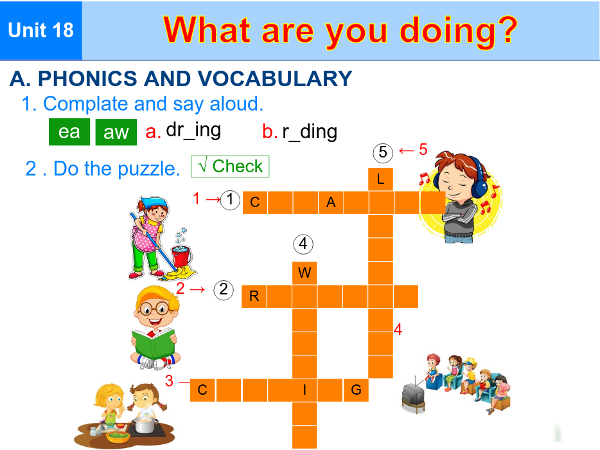 Unit 18
What are you doing?
A. PHONICS AND VOCABULARY
1. Complate and say aloud.
ea aw a. dr_ing b. r_ding
2 . Do the puzzle. √ Check
5 ← 5
L
1 → 1 C A
4
W
2 → 2 R
4
3 C I G